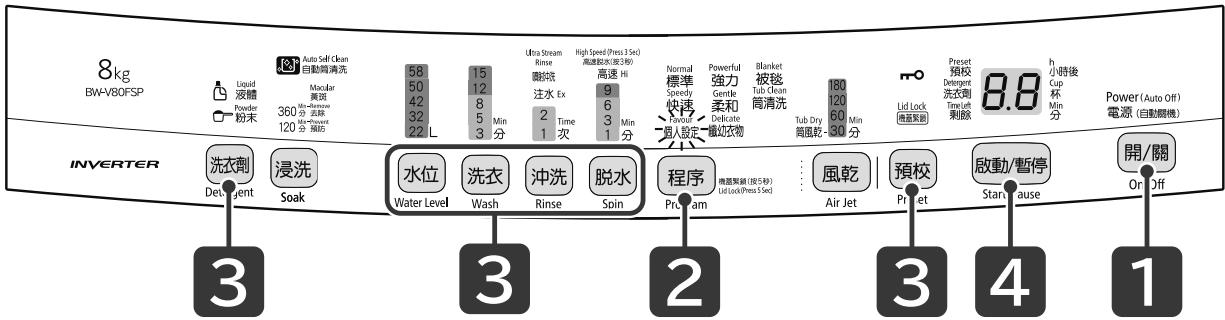 8kg
BW-V80FSP
INVERTER
Liquid
液體
Powder
粉末
洗衣劑
Detergent
3
Auto Self Clean
自動筒清洗
Macular
黃斑
360 Min-Remove
分 去除
120 Min-Prevent
分 預防
浸洗
Soak
58
50
42
32
22 L
水位
Water Level
15
12
8
5 Min
3 分
洗衣
Wash
Ultra Stream
Rinse
瞬鉥冼
注水 Ex
2 Time
1 次
沖洗
Rinse
High Speed (Press 3 Sec)
高速脫水(按3秒)
高速 Hi
9
6
3 Min
1 分
脱水
Spin
3
Normal
標準
Speedy
快速
Favour
個人設定
Powerful
強力
Gentle
柔和
Delicate
纖幼衣物
Blanket
被毯
Tub Clean
筒清洗
程序
Program
機蓋緊鎖(按5秒)
Lid Lock(Press 5 Sec)
2
180
120
60 Min
30 分
Tub Dry
筒風乾
風乾
Air Jet
Lid Lock
機蓋緊鎖
預校
Preset
3
Preset
預校
Detergent
洗衣劑
Time Left
剩餘
88
h
小時後
Cup
杯
Min
分
啟動/暫停
Start/Pause
4
Power (Auto Off)
電源 (自動關機)
開/關
On/Off
1